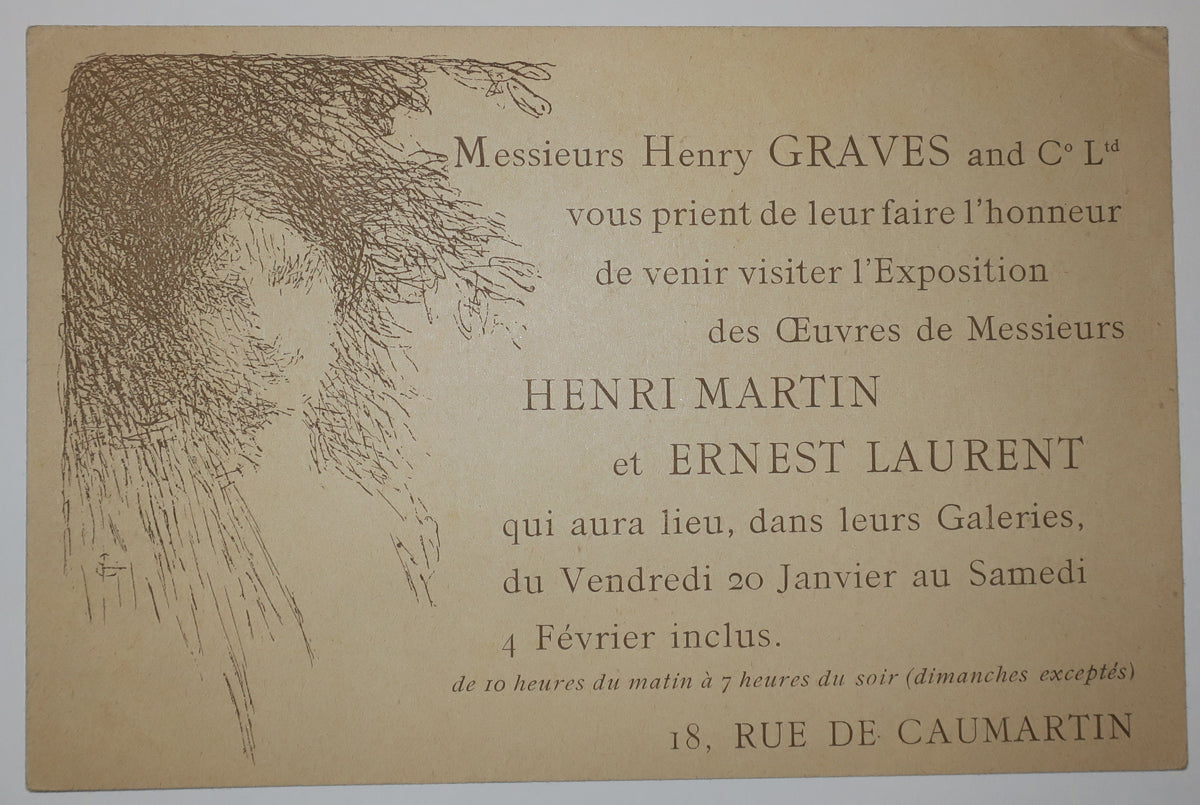 Messieurs Henry GRAVES and Cº Ltd
vous prient de leur faire l'honneur
de venir visiter l'Exposition
des Œuvres de Messieurs
HENRI MARTIN
et ERNEST LAURENT
qui aura lieu, dans leurs Galeries,
du Vendredi 20 Janvier au Samedi
4 Février inclus.
de 10 heures du matin à 7 heures du soir (dimanches exceptés)
18, RUE DE CAUMARTIN